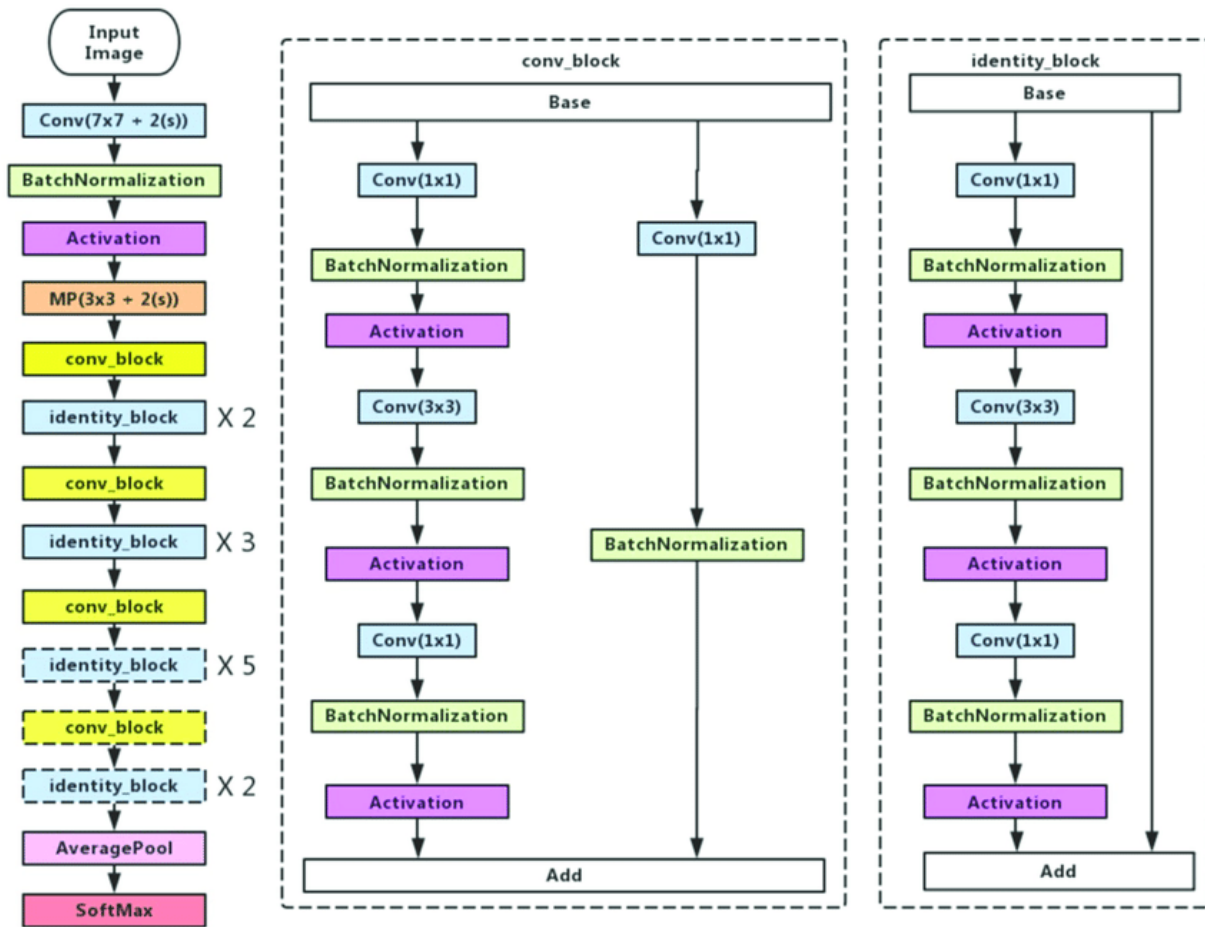 Input
Image
Conv(7x7 + 2(s))
BatchNormalization
Activation
MP(3x3 + 2(s))
conv_block
identity_block X 2
conv_block
identity_block X 3
conv_block
identity_block X 5
conv_block
identity_block X 2
AveragePool
SoftMax
conv_block
Base
Conv(1x1)
BatchNormalization
Activation
Conv(3x3)
BatchNormalization
Activation
Conv(1x1)
BatchNormalization
Activation
Conv(1x1)
BatchNormalization
Add
identity_block
Base
Conv(1x1)
BatchNormalization
Activation
Conv(3x3)
BatchNormalization
Activation
Conv(1x1)
BatchNormalization
Activation
Add